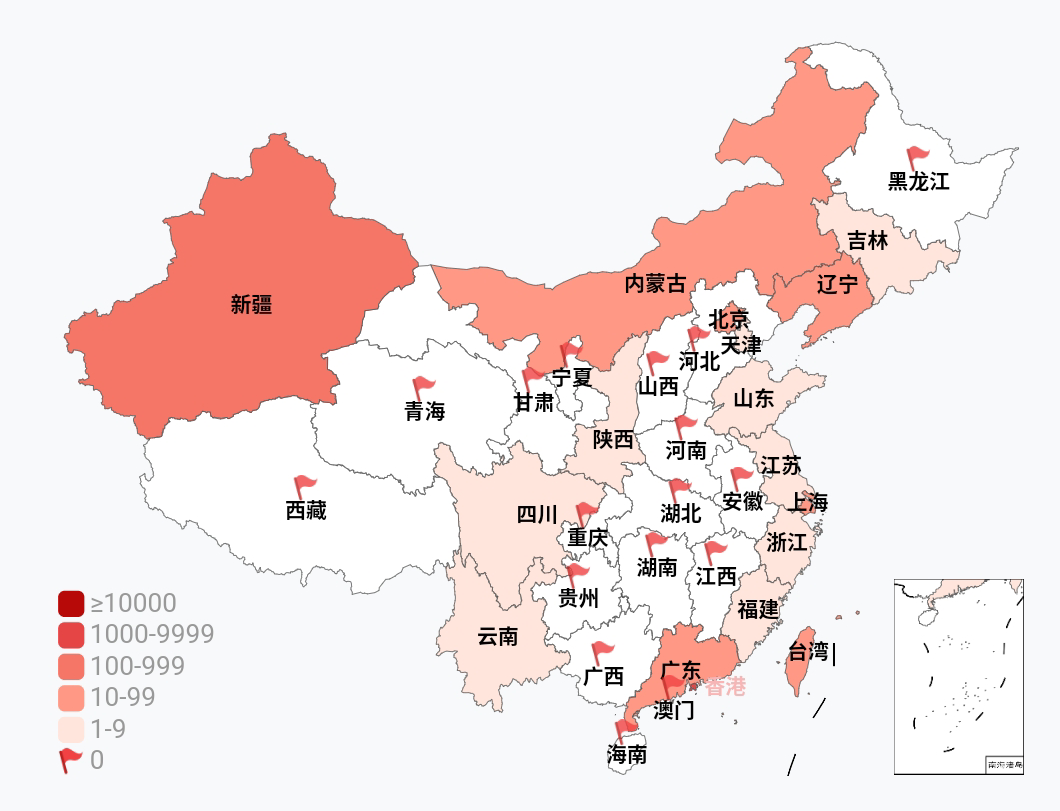 黑龙江
吉林
内蒙古
辽宁
新疆
北京
天津
河北
宁夏
山西
甘肃
青海
山东
陕西
河南
江苏
安徽
上海
西藏
四川
湖北
重庆
浙江
湖南
江西
贵州
福建
云南
台湾
广西
广东
香港
澳门
海南
≥10000
1000-9999
100-999
10-99
1-9
0
南海诸岛